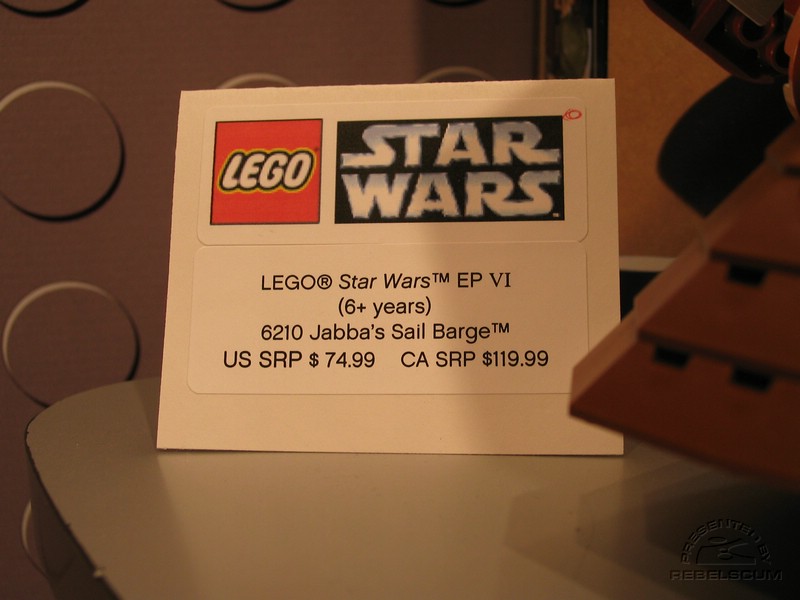 LEGO
STAR
WARS
LEGO® Star Wars™ EP VI
(6+ years)
6210 Jabba's Sail Barge™
US SRP $ 74.99 CA SRP $119.99
PRESENTED BY
REBELSCUM